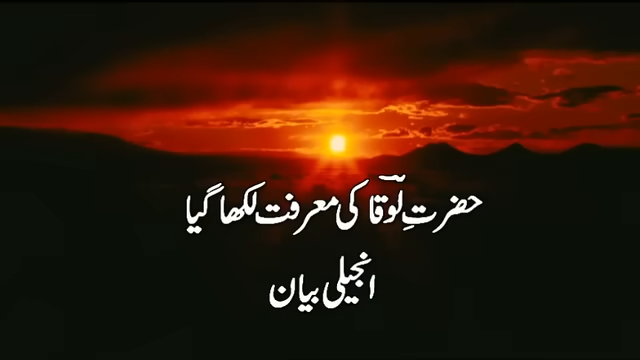 حضرتِ لوقا کی معرفت لکھا گیا
انجیلی بیان